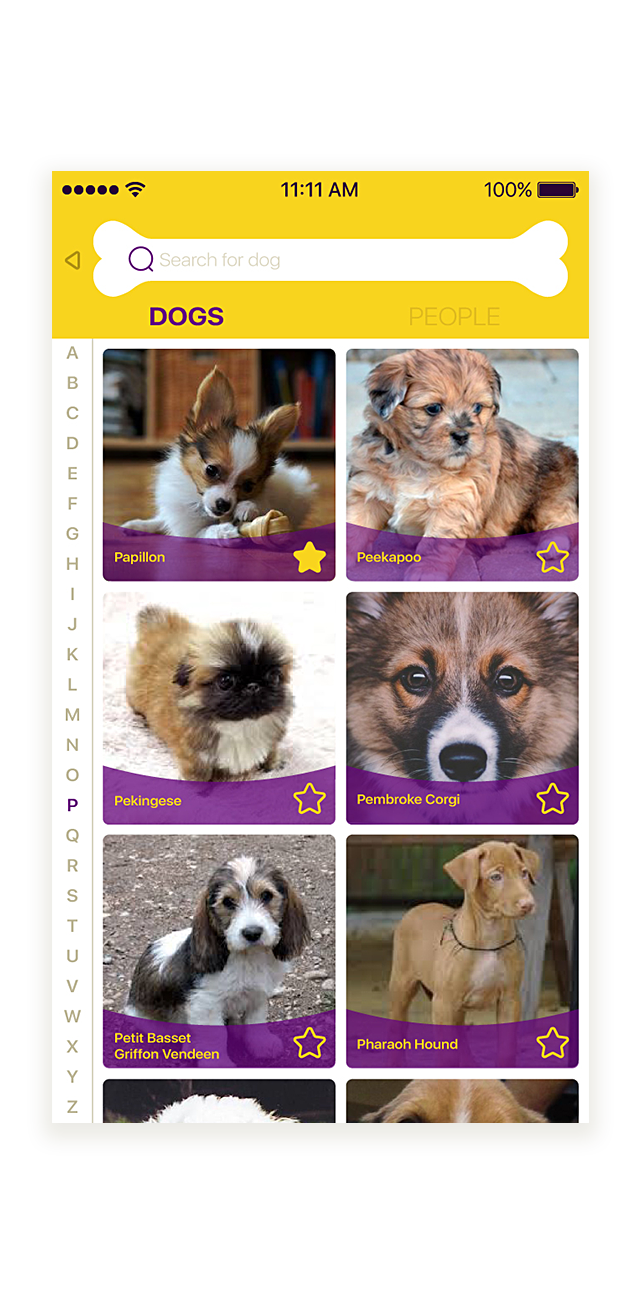 11:11 AM
100%
Search for dog
DOGS
PEOPLE
A
B
C
D
E
F
G
H
I
J
K
L
M
N
O
P
Q
R
S
T
U
V
W
X
Y
Z
Papillon
Peekapoo
Pekingese
Pembroke Corgi
Petit Basset
Griffon Vendeen
Pharaoh Hound